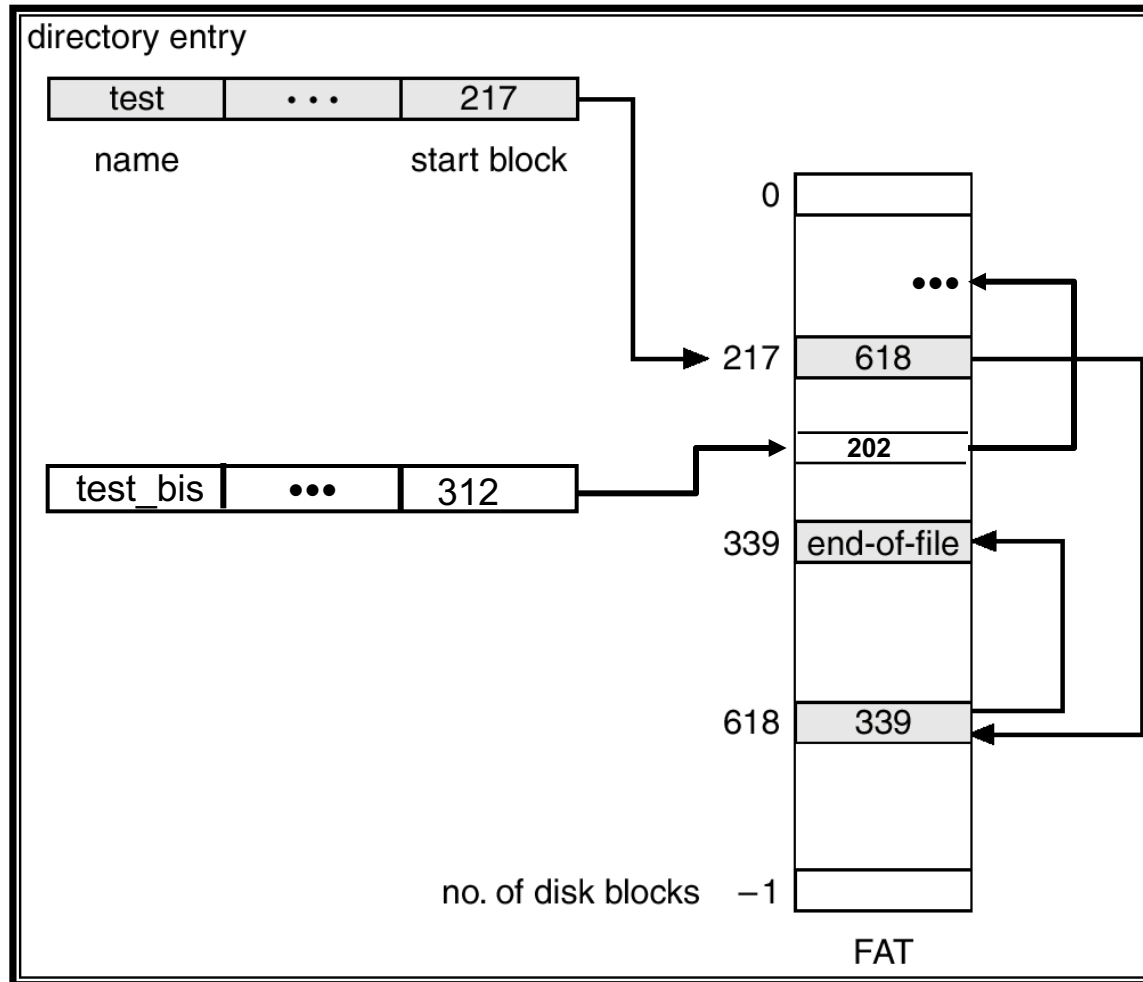 directory entry
test • • • 217
name start block
0
•••
217 618
202
test_bis ••• 312
339 end-of-file
618 339
no. of disk blocks –1
FAT